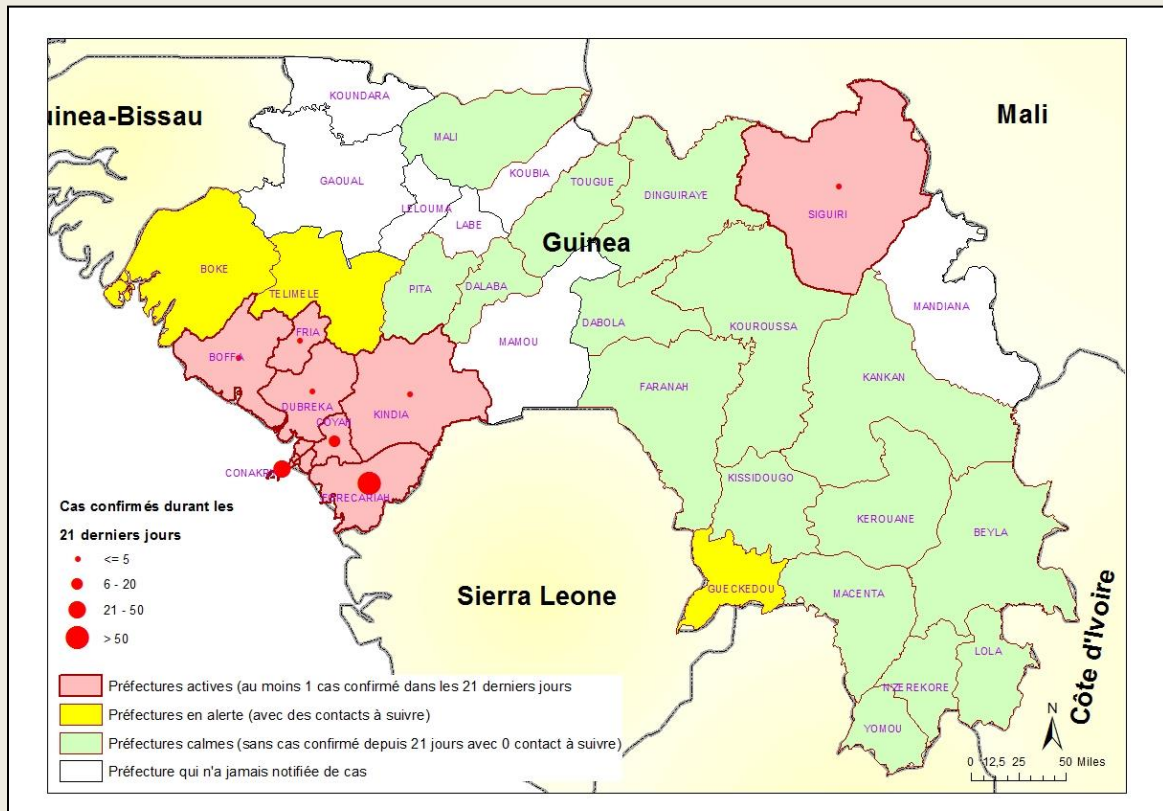 KOUNDARA
uinea-Bissau
Mali
MALI
KOUBIA
GAOUAL
TOUGUE
DINGUIRAYE
LELOUMA
LABE
SIGUIRI
Guinea
BOKE
TELIMELE
PITA
DALABA
MANDIANA
DABOLA
KOUROUSSA
FRIA
MAMOU
BOFFA
KANKAN
FARANAH
DUBREKA
KINDIA
COYAH
CONAKR
KISSIDOUGO
ERRECARIAH
KEROUANE
BEYLA
Cas confirmés durant les
21 derniers jours
<= 5
6 - 20
21 - 50
> 50
GUECKEDOU
MACENTA
Sierra Leone
LOLA
Côte d'Ivoire
NZEREKORE
YOMOU
Préfectures actives (au moins 1 cas confirmé dans les 21 derniers jours
Préfectures en alerte (avec des contacts à suivre)
Préfectures calmes (sans cas confirmé depuis 21 jours avec 0 contact à suivre)
Préfecture qui n'a jamais notifiée de cas
N
0 12,5 25 50 Miles